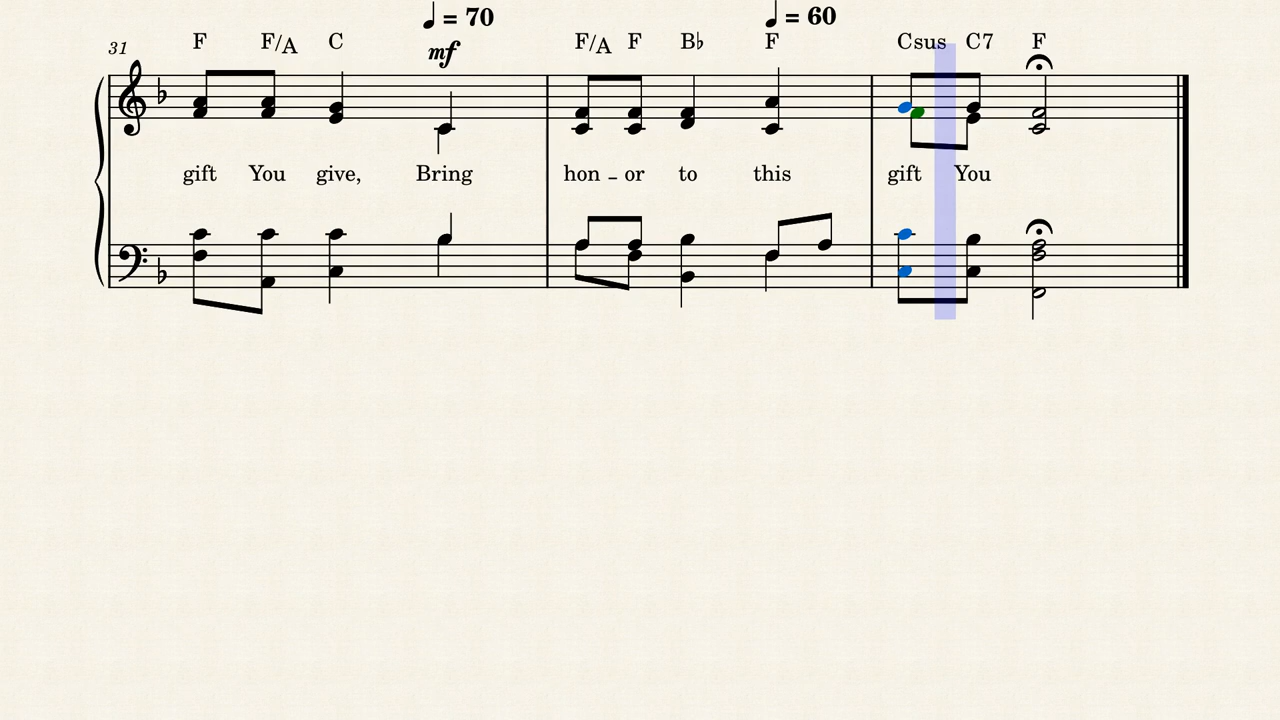 ♩ = 70 ♩ = 60
31 F F/A C mf F/A F B♭ F Csus C7 F
gift You give, Bring hon - or to this gift You